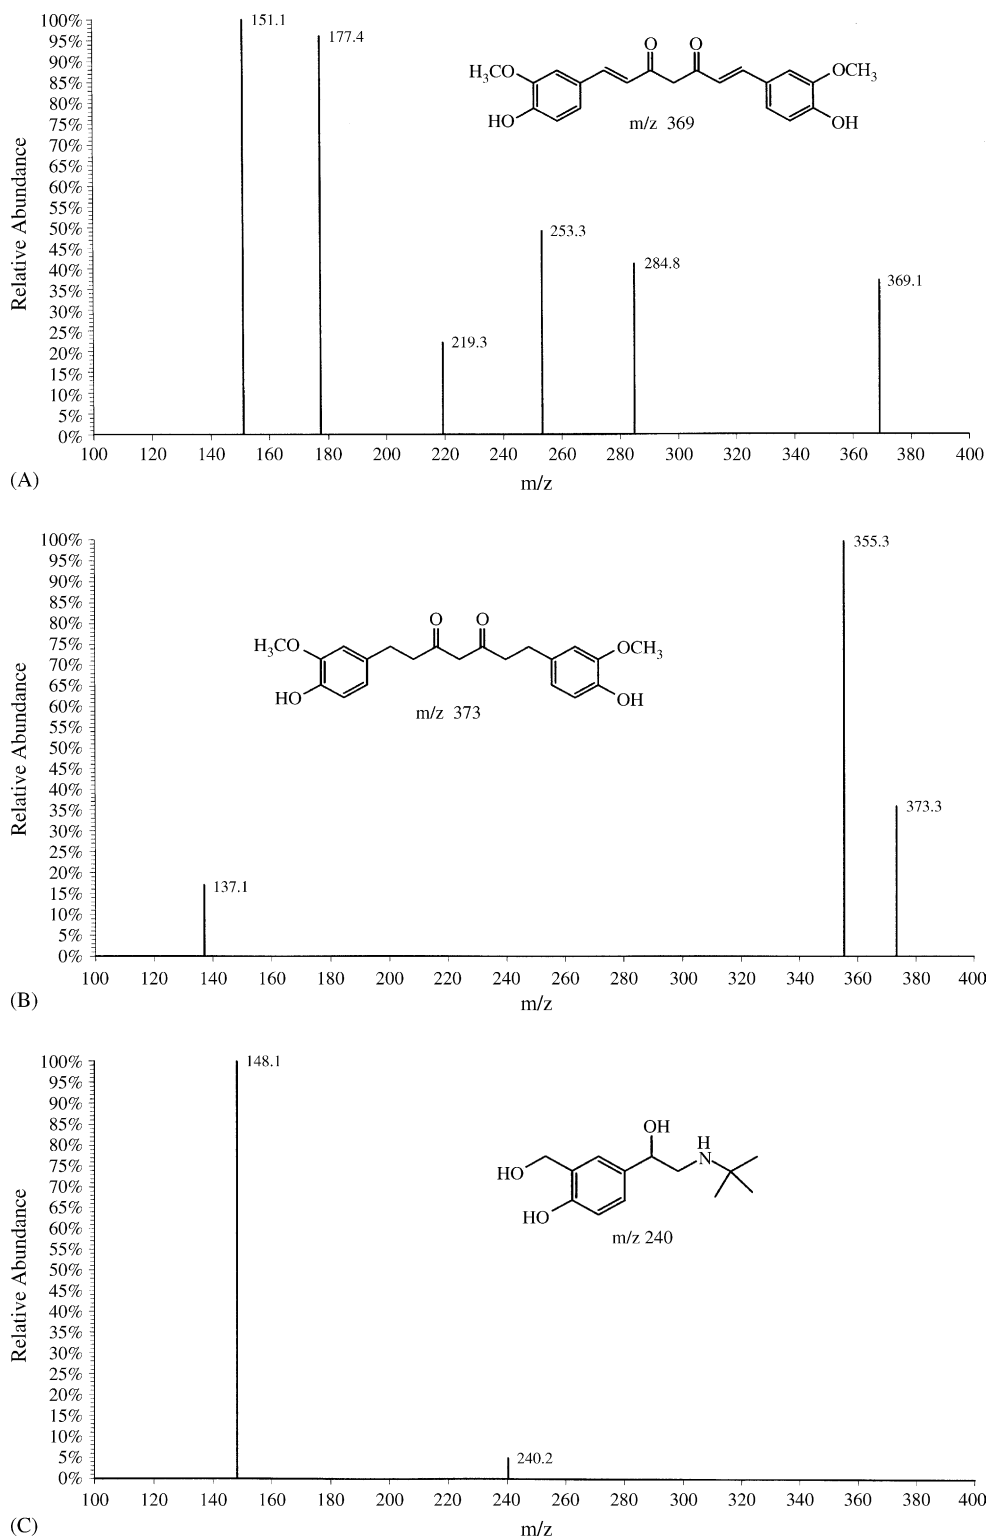 100%
95%
90%
85%
80%
75%
70%
65%
60%
55%
50%
45%
40%
35%
30%
25%
20%
15%
10%
5%
0%
Relative Abundance
151.1
177.4
219.3
253.3
284.8
369.1
O O
H₃CO OCH₃
HO OH
m/z 369
100 120 140 160 180 200 220 240 260 280 300 320 340 360 380 400
(A)
m/z
100%
95%
90%
85%
80%
75%
70%
65%
60%
55%
50%
45%
40%
35%
30%
25%
20%
15%
10%
5%
0%
Relative Abundance
355.3
373.3
137.1
O O
H₃CO OCH₃
HO OH
m/z 373
100 120 140 160 180 200 220 240 260 280 300 320 340 360 380 400
(B)
m/z
100%
95%
90%
85%
80%
75%
70%
65%
60%
55%
50%
45%
40%
35%
30%
25%
20%
15%
10%
5%
0%
Relative Abundance
148.1
240.2
OH
H
N
HO
HO
m/z 240
100 120 140 160 180 200 220 240 260 280 300 320 340 360 380 400
(C)
m/z